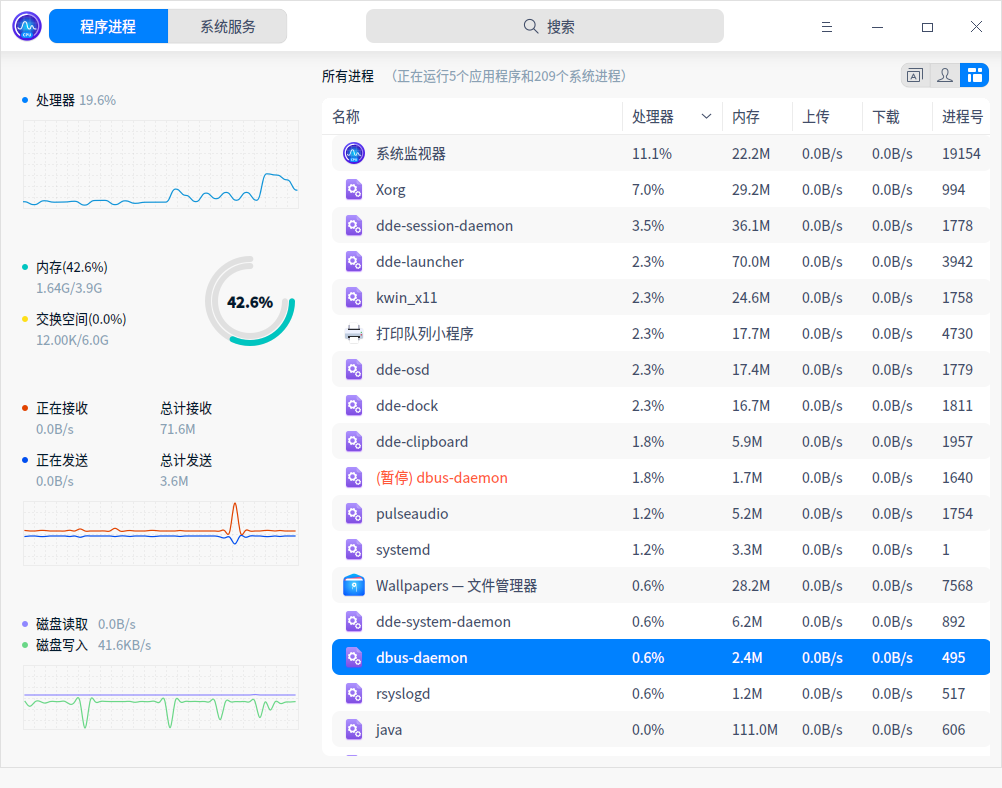 程序进程 系统服务 搜索
所有进程 （正在运行5个应用程序和209个系统进程）
处理器 19.6%
内存(42.6%)
1.64G/3.9G
交换空间(0.0%)
12.00K/6.0G
42.6%
正在接收 总计接收
0.0B/s 71.6M
正在发送 总计发送
0.0B/s 3.6M
磁盘读取 0.0B/s
磁盘写入 41.6KB/s
名称 处理器 内存 上传 下载 进程号
系统监视器 11.1% 22.2M 0.0B/s 0.0B/s 19154
Xorg 7.0% 29.2M 0.0B/s 0.0B/s 994
dde-session-daemon 3.5% 36.1M 0.0B/s 0.0B/s 1778
dde-launcher 2.3% 70.0M 0.0B/s 0.0B/s 3942
kwin_x11 2.3% 24.6M 0.0B/s 0.0B/s 1758
打印队列小程序 2.3% 17.7M 0.0B/s 0.0B/s 4730
dde-osd 2.3% 17.4M 0.0B/s 0.0B/s 1779
dde-dock 2.3% 16.7M 0.0B/s 0.0B/s 1811
dde-clipboard 1.8% 5.9M 0.0B/s 0.0B/s 1957
(暂停) dbus-daemon 1.8% 1.7M 0.0B/s 0.0B/s 1640
pulseaudio 1.2% 5.2M 0.0B/s 0.0B/s 1754
systemd 1.2% 3.3M 0.0B/s 0.0B/s 1
Wallpapers — 文件管理器 0.6% 28.2M 0.0B/s 0.0B/s 7568
dde-system-daemon 0.6% 6.2M 0.0B/s 0.0B/s 892
dbus-daemon 0.6% 2.4M 0.0B/s 0.0B/s 495
rsyslogd 0.6% 1.2M 0.0B/s 0.0B/s 517
java 0.0% 111.0M 0.0B/s 0.0B/s 606